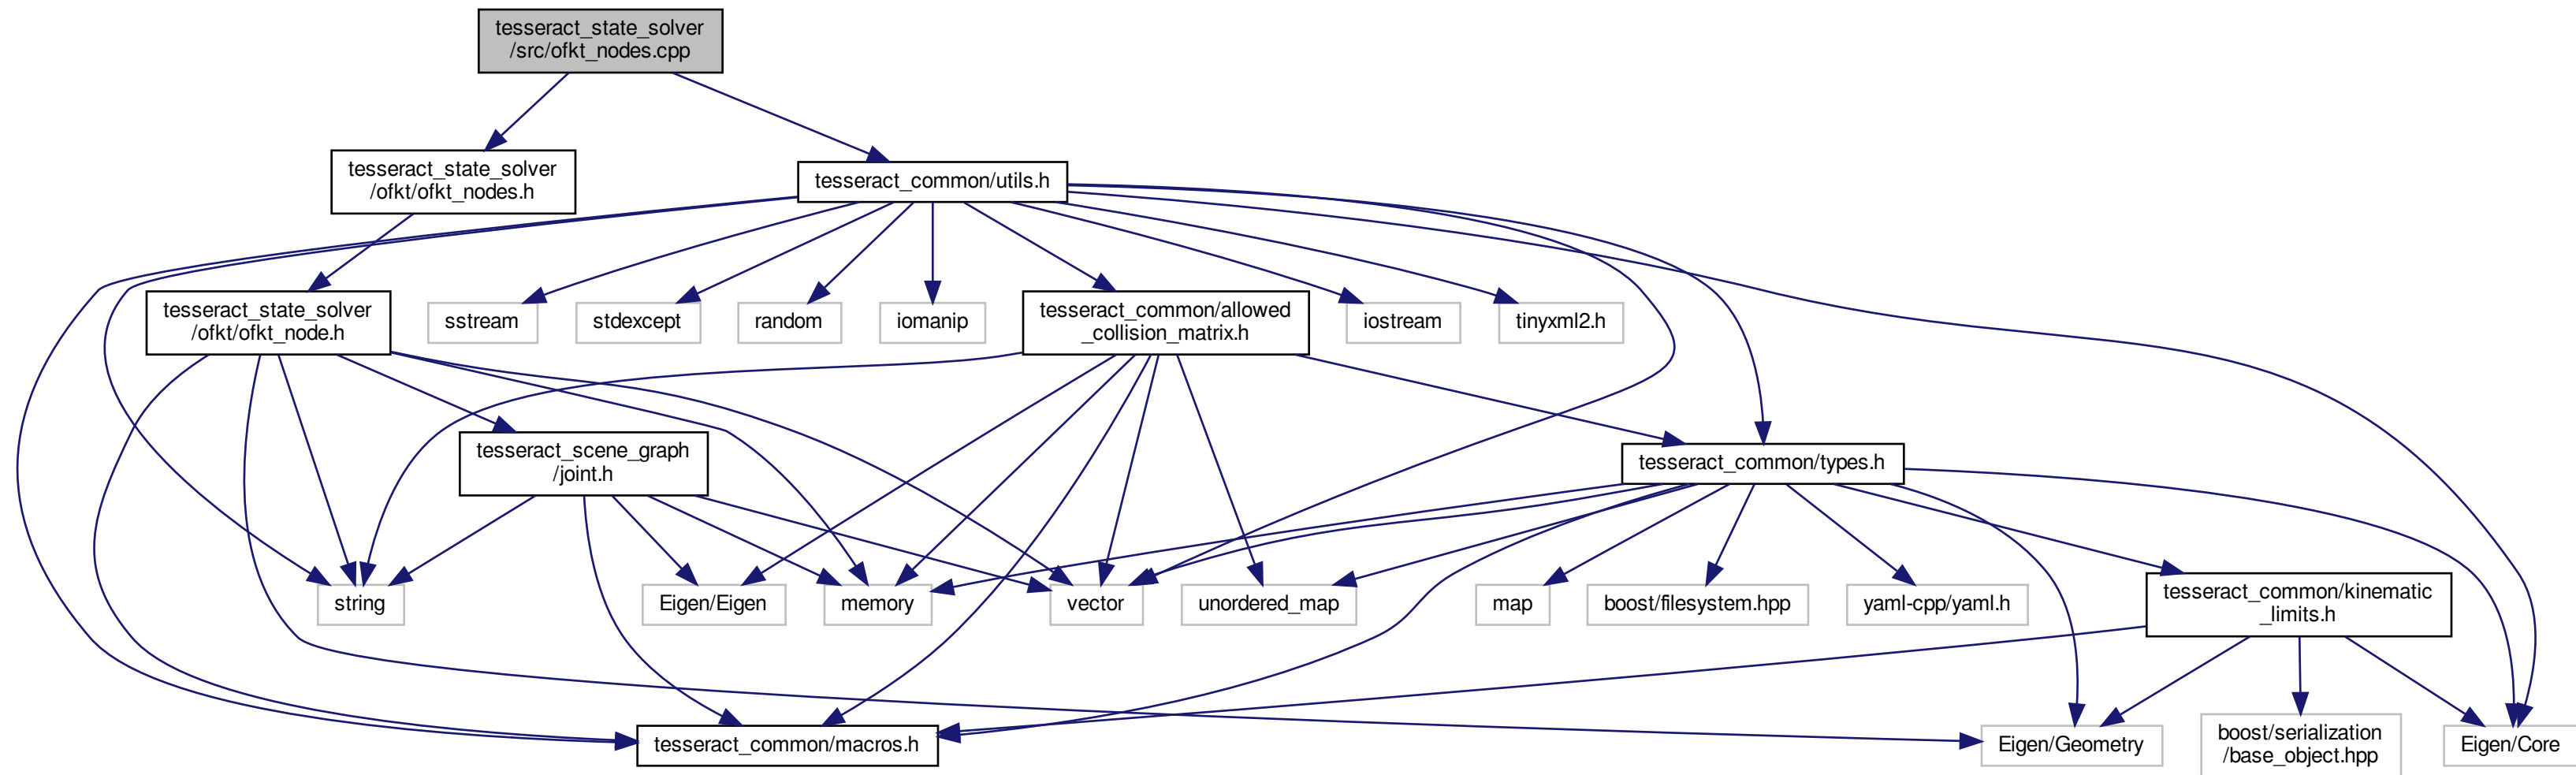 tesseract_state_solver
/src/ofkt_nodes.cpp
tesseract_state_solver
/ofkt/ofkt_nodes.h
tesseract_common/utils.h
tesseract_state_solver
/ofkt/ofkt_node.h
sstream
stdexcept
random
iomanip
tesseract_common/allowed
_collision_matrix.h
iostream
tinyxml2.h
tesseract_scene_graph
/joint.h
tesseract_common/types.h
string
Eigen/Eigen
memory
vector
unordered_map
map
boost/filesystem.hpp
yaml-cpp/yaml.h
tesseract_common/kinematic
_limits.h
tesseract_common/macros.h
Eigen/Geometry
boost/serialization
/base_object.hpp
Eigen/Core